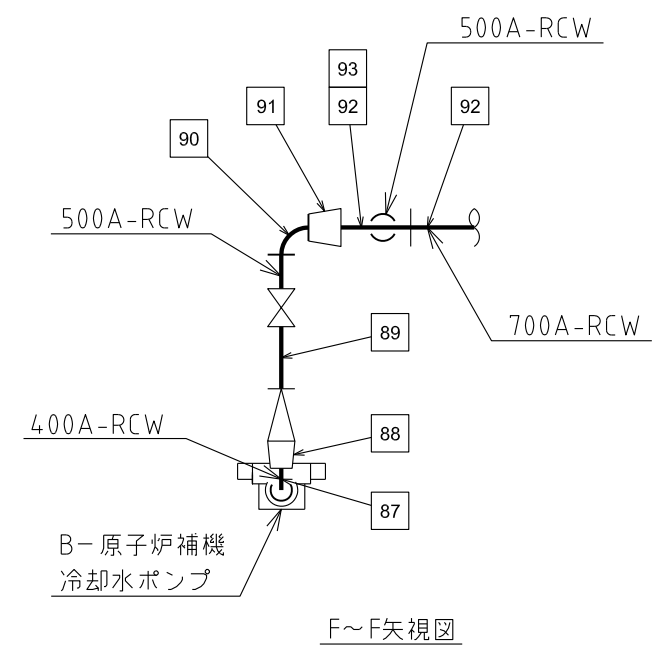 500A-RCW
93
91
92
92
90
500A-RCW
700A-RCW
89
400A-RCW
88
87
B-原子炉補機
冷却水ポンプ
F～F矢視図